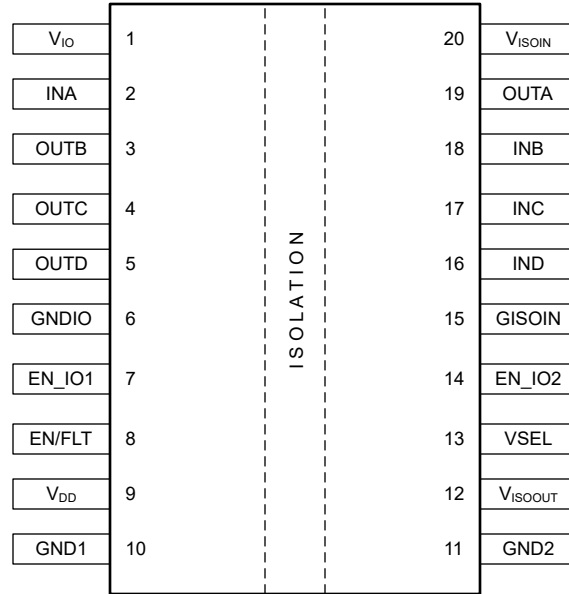 V_IO 1 20 V_ISOIN
INA 2 19 OUTA
OUTB 3 18 INB
OUTC 4 17 INC
OUTD 5 16 IND
GNDIO 6 15 GISOIN
EN_IO1 7 14 EN_IO2
EN/FLT 8 13 VSEL
V_DD 9 12 V_ISOOUT
GND1 10 11 GND2
ISOLATION